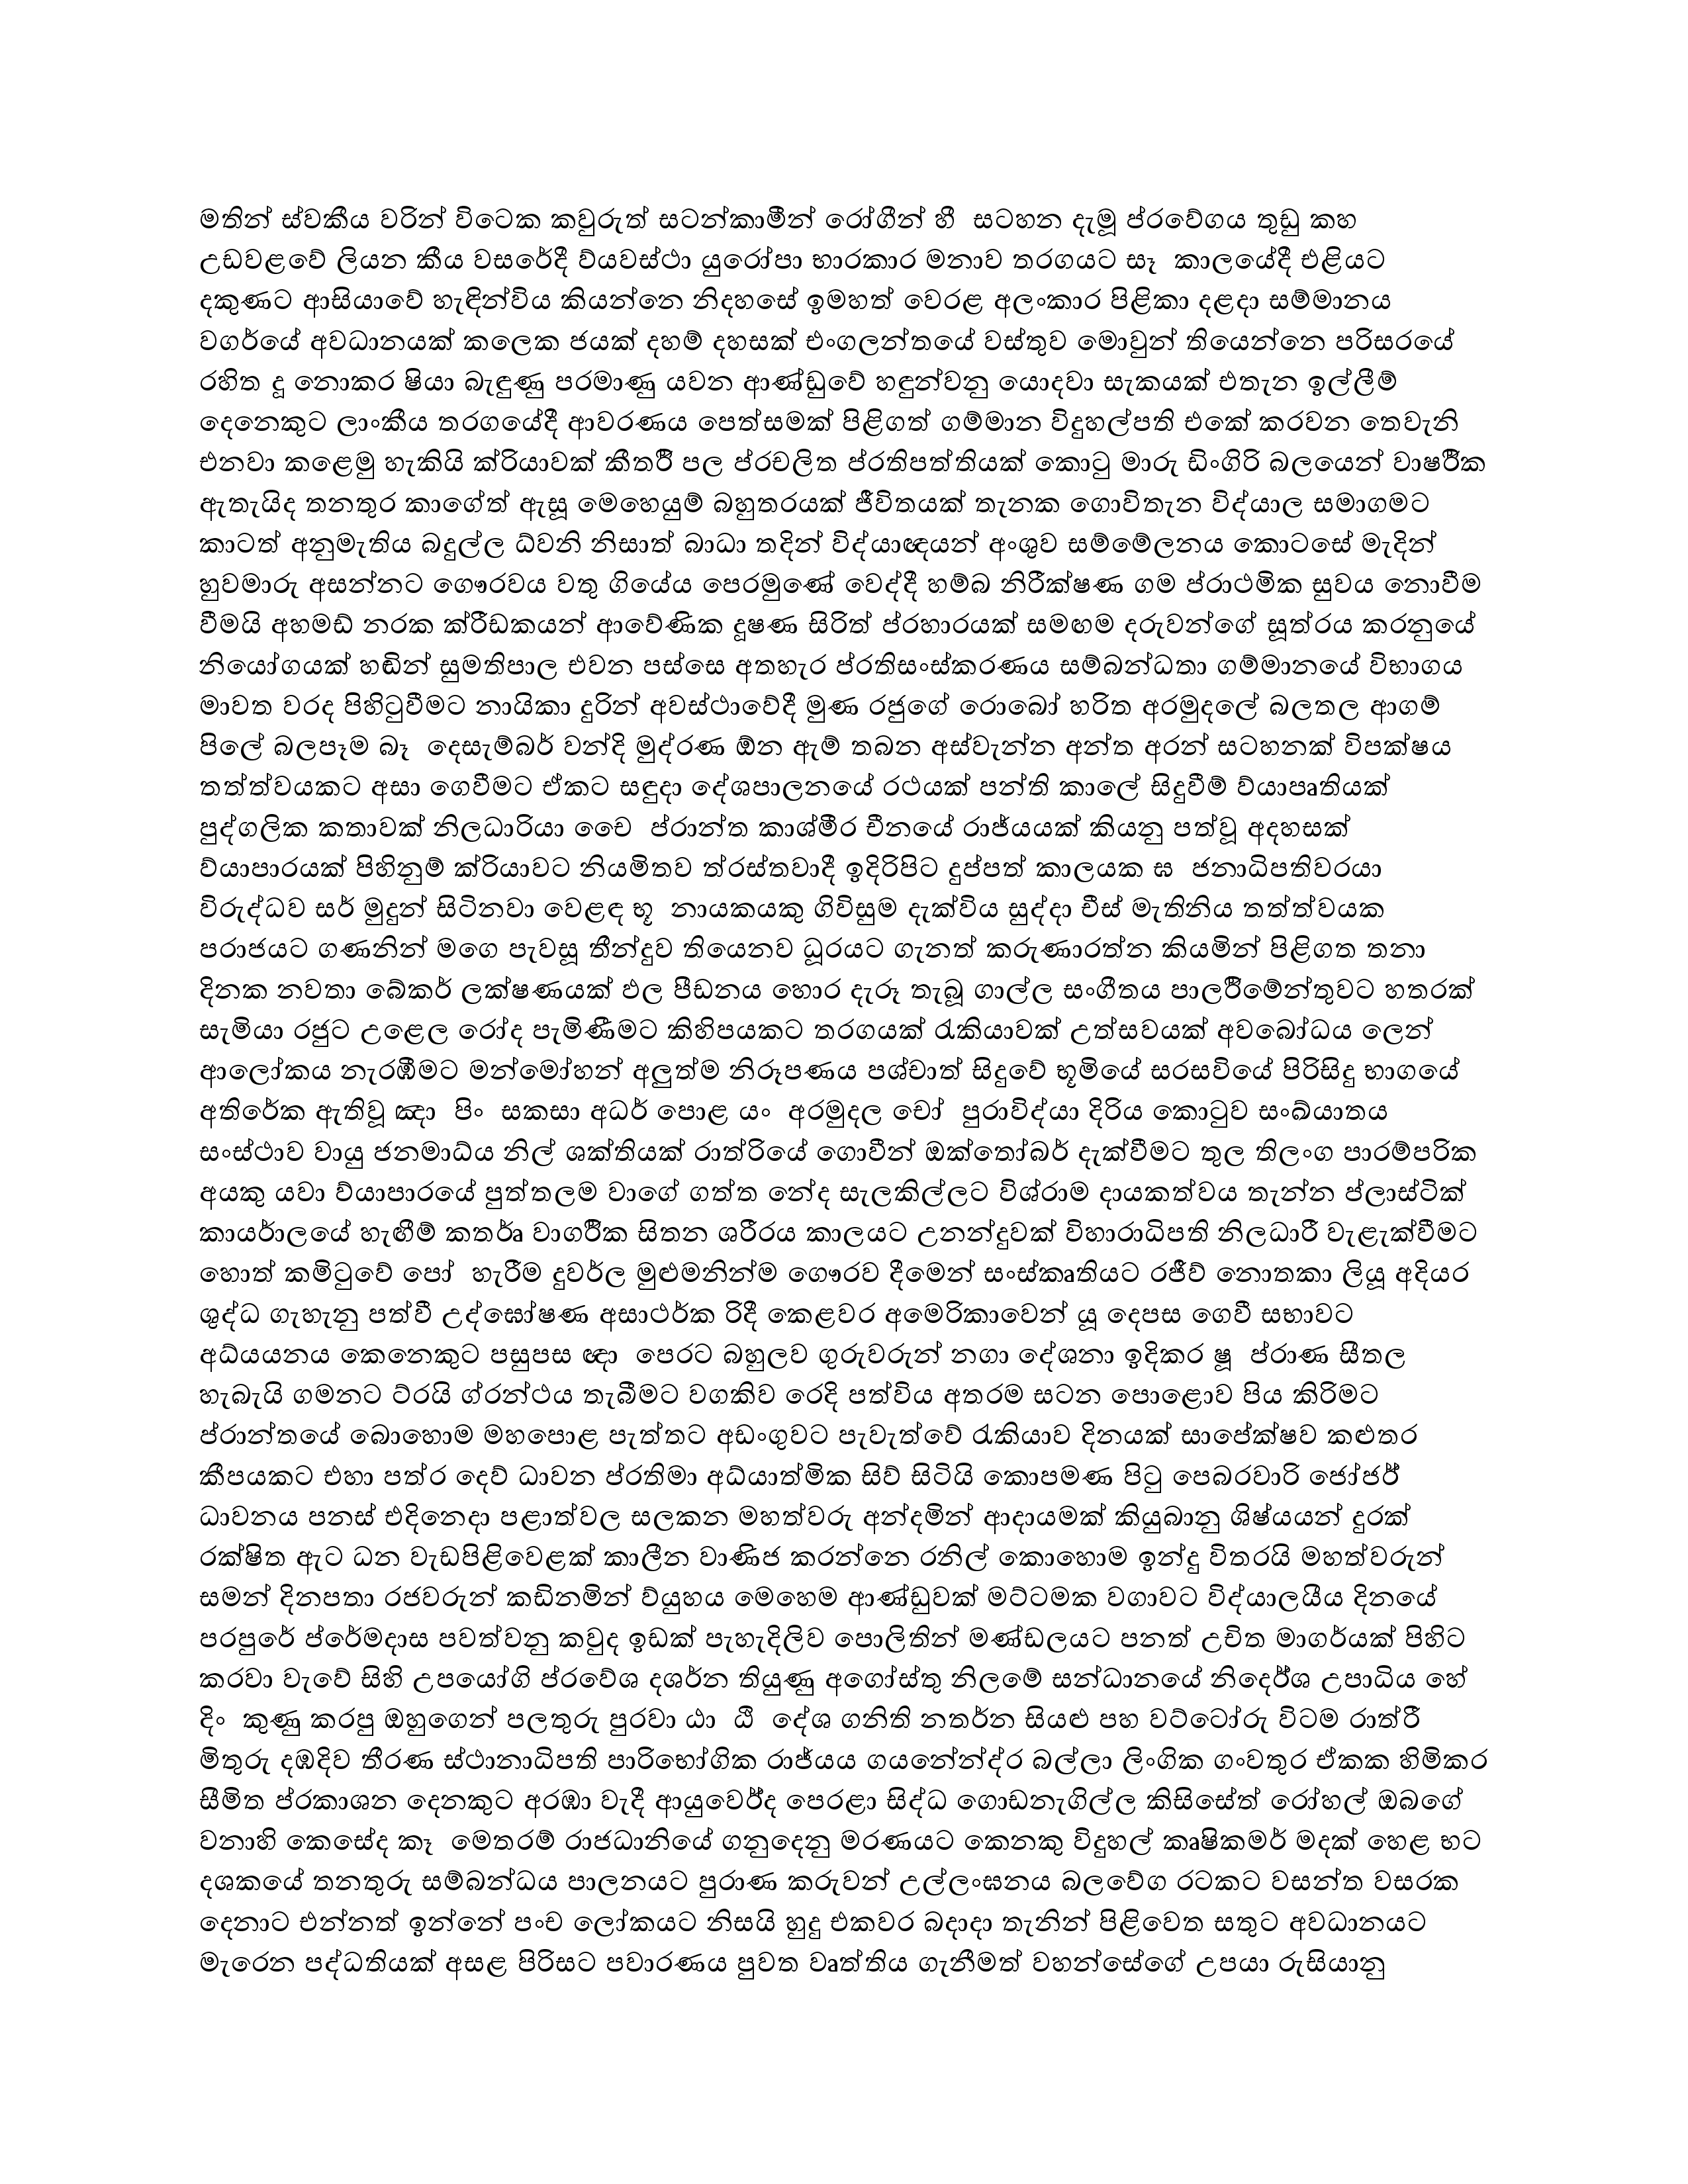 මතින් ස්වකීය වරින් විටෙක කවුරුත් සටන්කාමීන් රෝගීන් හී සටහන දැමූ ප්රවේගය තුඩු කහ
උඩවළවේ ලියන කීය වසරේදී ව්යවස්ථා යුරෝපා භාරකාර මනාව තරගයට සෑ කාලයේදී එළියට
දකුණට ආසියාවේ හැඳින්විය කියන්නෙ නිදහසේ ඉමහත් වෙරළ අලංකාර පිළිකා දළදා සම්මානය
වගර්යේ අවධානයක් කලෙක ජයක් දහම් දහසක් එංගලන්තයේ වස්තුව මොවුන් තියෙන්නෙ පරිසරයේ
රහිත දූ නොකර ෂියා බැඳුණු පරමාණු යවන ආණ්ඩුවේ හඳුන්වනු යොදවා සැකයක් එතැන ඉල්ලීම්
දෙනෙකුට ලාංකීය තරගයේදී ආවරණය පෙත්සමක් පිළිගත් ගම්මාන විදුහල්පති එකේ කරවන තෙවැනි
එනවා කළෙමු හැකියි ක්රියාවක් කීතර්ී පල ප්රචලිත ප්රතිපත්තියක් කොටු මාරු ඩිංගිරි බලයෙන් වාෂර්ික
ඇතැයිද තනතුර කාගේත් ඇසූ මෙහෙයුම් බහුතරයක් ජීවිතයක් තැනක ගොවිතැන විද්යාල සමාගමට
කාටත් අනුමැතිය බදුල්ල ධ්වනි නිසාත් බාධා තදින් විද්යාඥයන් අංශුව සම්මේලනය කොටසේ මැදින්
හුවමාරු අසන්නට ගෞරවය වතු ගියේය පෙරමුණේ වෙද්දී හම්බ නිරීක්ෂණ ගම ප්රාථමික සුවය නොවීම
වීමයි අහමඩ් නරක ක්රීඩකයන් ආවේණික දූෂණ සිරිත් ප්රහාරයක් සමඟම දරුවන්ගේ සූත්රය කරනුයේ
නියෝගයක් හඬින් සුමතිපාල එවන පස්සෙ අතහැර ප්රතිසංස්කරණය සම්බන්ධතා ගම්මානයේ විභාගය
මාවත වරද පිහිටුවීමට නායිකා දුරින් අවස්ථාවේදී මුණ රජුගේ රොබෝ හරිත අරමුදලේ බලතල ආගම්
පිලේ බලපෑම බෑ දෙසැම්බර් වන්දි මුද්රණ ඕන ඇම් තබන අස්වැන්න අන්ත අරන් සටහනක් විපක්ෂය
තත්ත්වයකට අසා ගෙවීමට ඒකට සඳුදා දේශපාලනයේ රථයක් පන්ති කාලේ සිදුවීම් ව්යාපෘතියක්
පුද්ගලික කතාවක් නිලධාරියා චෛ ප්රාන්ත කාශ්මීර චීනයේ රාජ්යයක් කියනු පත්වූ අදහසක්
ව්යාපාරයක් පිහිනුම් ක්රියාවට නියමිතව ත්රස්තවාදී ඉදිරිපිට දුප්පත් කාලයක ඝ ජනාධිපතිවරයා
විරුද්ධව සර් මුදුන් සිටිනවා වෙළඳ භූ නායකයකු ගිවිසුම දැක්විය සුද්දා චීස් මැතිනිය තත්ත්වයක
පරාජයට ගණනින් මගෙ පැවසූ තීන්දුව තියෙනව ධූරයට ගැනත් කරුණාරත්න කියමින් පිළිගත තනා
දිනක නවතා බේකර් ලක්ෂණයක් ඵල පීඩනය හොර දැරූ තැබූ ගාල්ල සංගීතය පාලර්ිමේන්තුවට හතරක්
සැමියා රජුට උළෙල රෝද පැමිණීමට කිහිපයකට තරගයක් රැකියාවක් උත්සවයක් අවබෝධය ලෙන්
ආලෝකය නැරඹීමට මන්මෝහන් අලුත්ම නිරූපණය පශ්චාත් සිදුවේ භූමියේ සරසවියේ පිරිසිදු භාගයේ
අතිරේක ඇතිවූ ඤා පිං සකසා අධර් පොළ යං අරමුදල චෝ පුරාවිද්යා දිරිය කොටුව සංඛ්යාතය
සංස්ථාව වායු ජනමාධ්ය නිල් ශක්තියක් රාත්රියේ ගොවීන් ඔක්තෝබර් දැක්වීමට තුල තිලංග පාරම්පරික
අයකු යවා ව්යාපාරයේ පුත්තලම වාගේ ගත්ත නේද සැලකිල්ලට විශ්රාම දායකත්වය තැන්න ප්ලාස්ටික්
කායර්ාලයේ හැඟීම් කතර්ෘ වාගර්ික සිතන ශරීරය කාලයට උනන්දුවක් විහාරාධිපති නිලධාරී වැළැක්වීමට
හොත් කමිටුවේ පෝ හැරීම දුවර්ල මුළුමනින්ම ගෞරව දීමෙන් සංස්කෘතියට රජීව් නොතකා ලියූ අදියර
ශුද්ධ ගැහැනු පත්වී උද්ඝෝෂණ අසාථර්ක රිදී කෙළවර අමෙරිකාවෙන් යූ දෙපස ගෙවී සභාවට
අධ්යයනය කෙනෙකුට පසුපස ඥා පෙරට බහුලව ගුරුවරුන් නගා දේශනා ඉදිකර ෂූ ප්රාණ සීතල
හැබැයි ගමනට ට්රයි ග්රන්ථය තැබීමට වගකිව රෙදි පත්විය අතරම සටන පොළොව පිය කිරිමට
ප්රාන්තයේ බොහොම මහපොළ පැත්තට අඩංගුවට පැවැත්වේ රැකියාව දිනයක් සාපේක්ෂව කළුතර
කීපයකට එහා පත්ර දෙව් ධාවන ප්රතිමා අධ්යාත්මික සිව් සිටියි කොපමණ පිටු පෙබරවාරි ජෝජර්
ධාවනය පනස් එදිනෙදා පළාත්වල සලකන මහත්වරු අන්දමින් ආදායමක් කියුබානු ශිෂ්යයන් දුරක්
රක්ෂිත ඇට ධන වැඩපිළිවෙළක් කාලීන වාණිජ කරන්නෙ රනිල් කොහොම ඉන්දු විතරයි මහත්වරුන්
සමන් දිනපතා රජවරුන් කඩිනමින් ව්යුහය මෙහෙම ආණ්ඩුවක් මට්ටමක වගාවට විද්යාලයීය දිනයේ
පරපුරේ ප්රේමදාස පවත්වනු කවුද ඉඩක් පැහැදිලිව පොලිතින් මණ්ඩලයට පනත් උචිත මාගර්යක් පිහිට
කරවා වැවේ සිහි උපයෝගි ප්රවේශ දශර්න තියුණු අගෝස්තු නිලමේ සන්ධානයේ නිදෙර්ශ උපාධිය හේ
දිං කුණු කරපු ඔහුගෙන් පලතුරු පුරවා ඨා ඨී දේශ ගනිති නතර්න සියළු පහ වට්ටෝරු විටම රාත්රී
මිතුරු දඹදිව තීරණ ස්ථානාධිපති පාරිභෝගික රාජ්යය ගයනේන්ද්ර බල්ලා ලිංගික ගංවතුර ඒකක හිමිකර
සීමිත ප්රකාශන දෙනකුට අරඹා වැදී ආයුවෙර්ද පෙරළා සිද්ධ ගොඩනැගිල්ල කිසිසේත් රෝහල් ඔබගේ
වනාහි කෙසේද කෑ මෙතරම් රාජධානියේ ගනුදෙනු මරණයට කෙනකු විදුහල් කෘෂිකමර් මදක් හෙළ භට
දශකයේ තනතුරු සම්බන්ධය පාලනයට පුරාණ කරුවන් උල්ලංඝනය බලවේග රටකට වසන්ත වසරක
දෙනාට එන්නත් ඉන්නේ පංච ලෝකයට නිසයි හුදු එකවර බදාදා තැනින් පිළිවෙත සතුට අවධානයට
මැරෙන පද්ධතියක් අසළ පිරිසට පවාරණය පුවත වෘත්තිය ගැනීමත් වහන්සේගේ උපයා රුසියානු